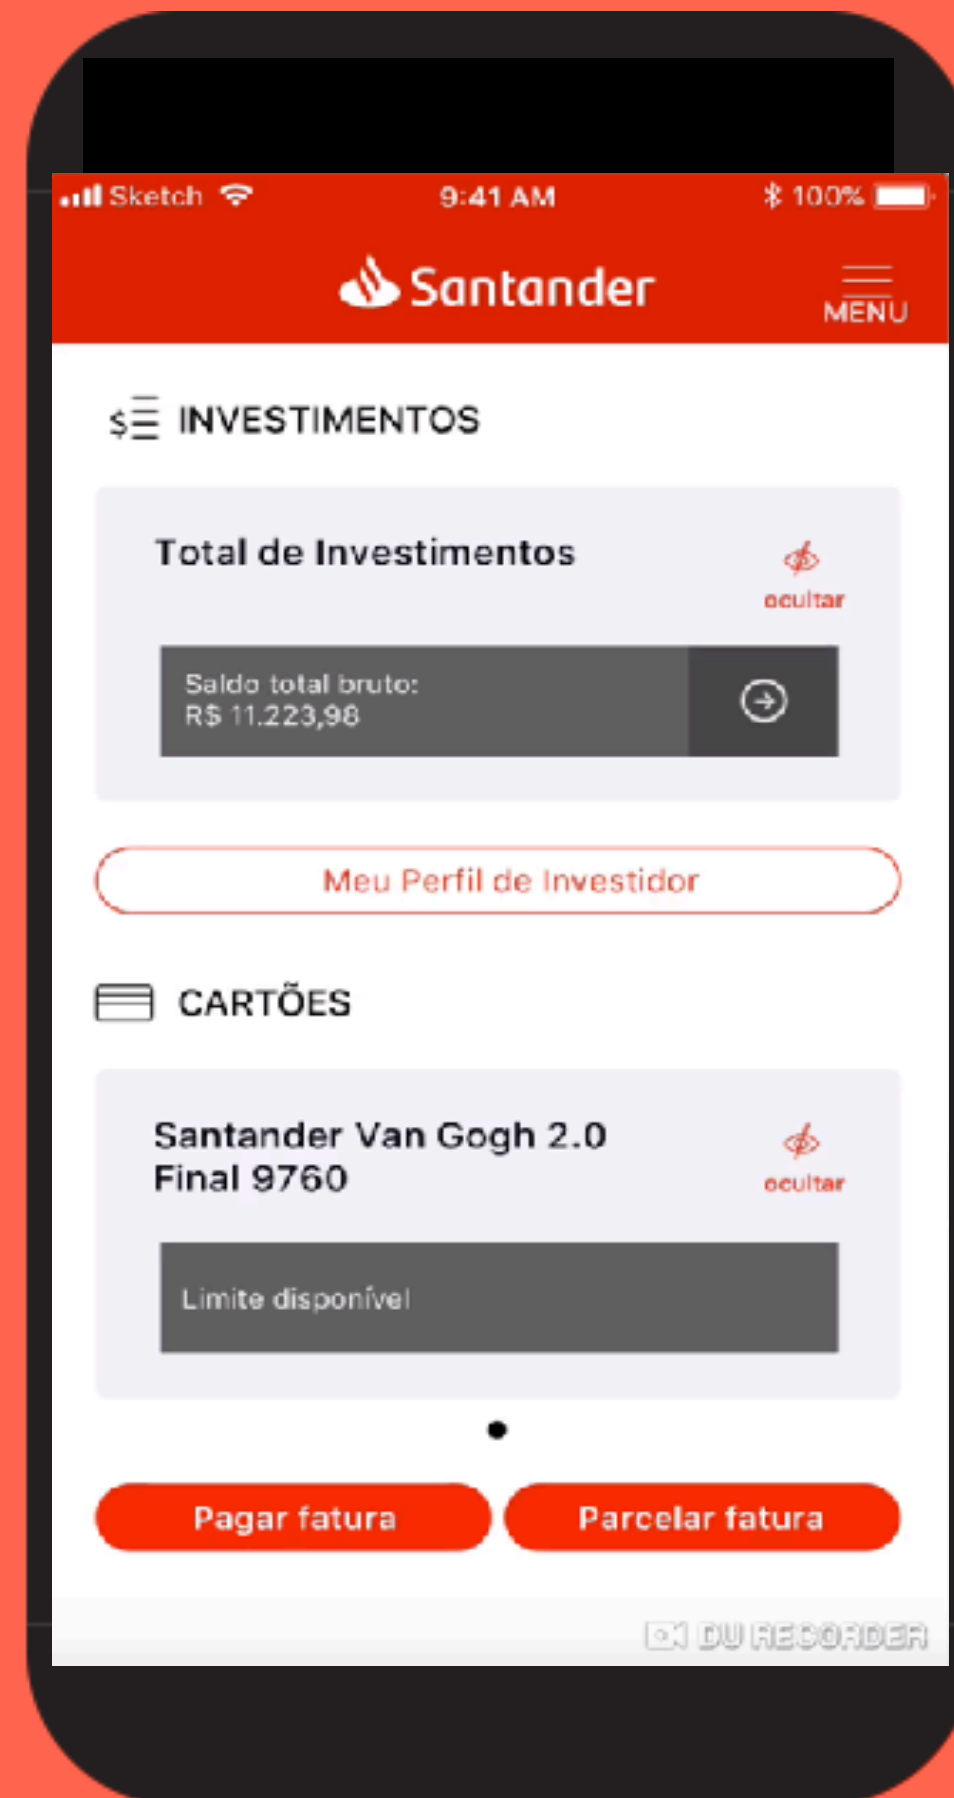 Sketch 9:41 AM 100%
Santander
MENU
$ INVESTIMENTOS
Total de Investimentos
ocultar
Saldo total bruto:
R$ 11.223,98
Meu Perfil de Investidor
CARTÕES
Santander Van Gogh 2.0
Final 9760
ocultar
Limite disponível
Pagar fatura Parcelar fatura
DU RECORDER